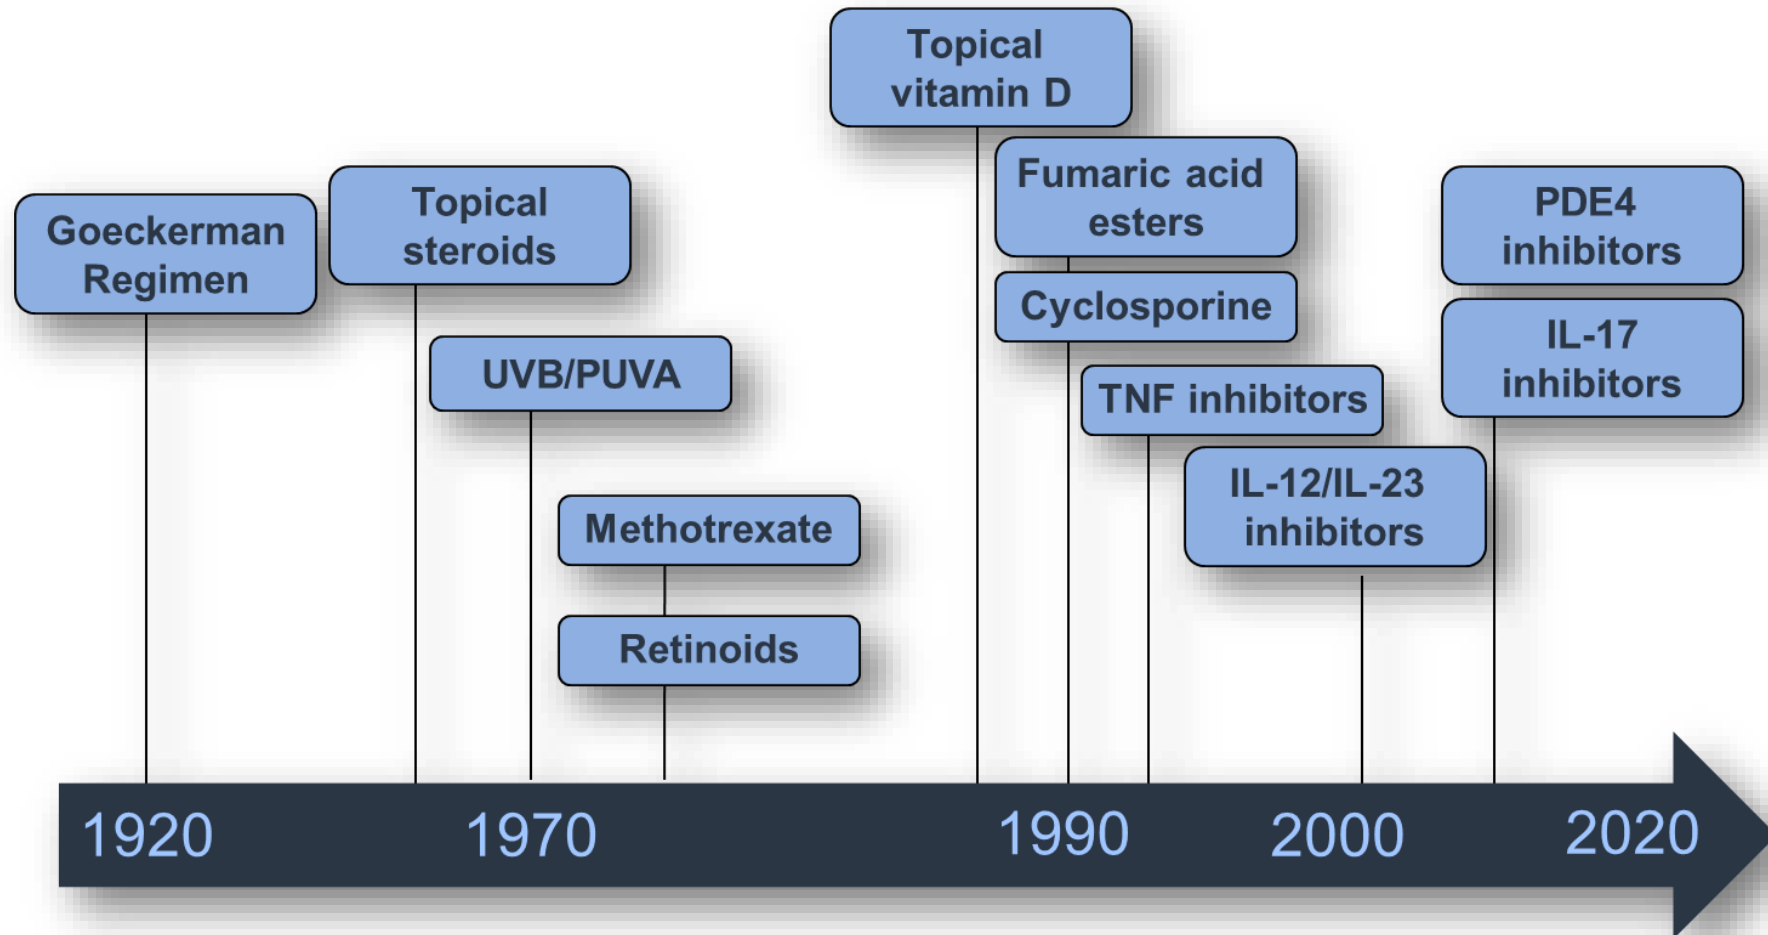 Topical
vitamin D
Fumaric acid
esters
Goeckerman
Regimen
Topical
steroids
PDE4
inhibitors
Cyclosporine
UVB/PUVA
IL-17
inhibitors
TNF inhibitors
IL-12/IL-23
inhibitors
Methotrexate
Retinoids
1920
1970
1990
2000
2020